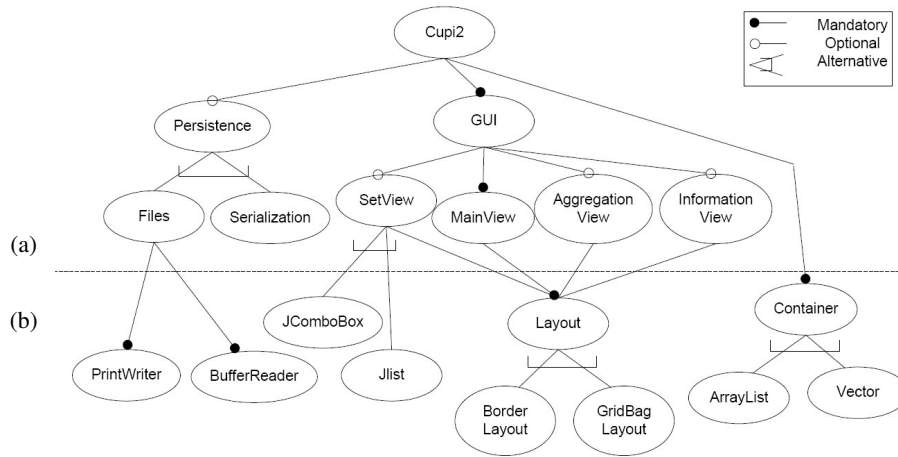 Cupi2
Mandatory
Optional
Alternative
Persistence
GUI
Files
Serialization
SetView
MainView
Aggregation
View
Information
View
(a)
(b)
JComboBox
Layout
Container
PrintWriter
BufferReader
Jlist
Border
Layout
GridBag
Layout
ArrayList
Vector